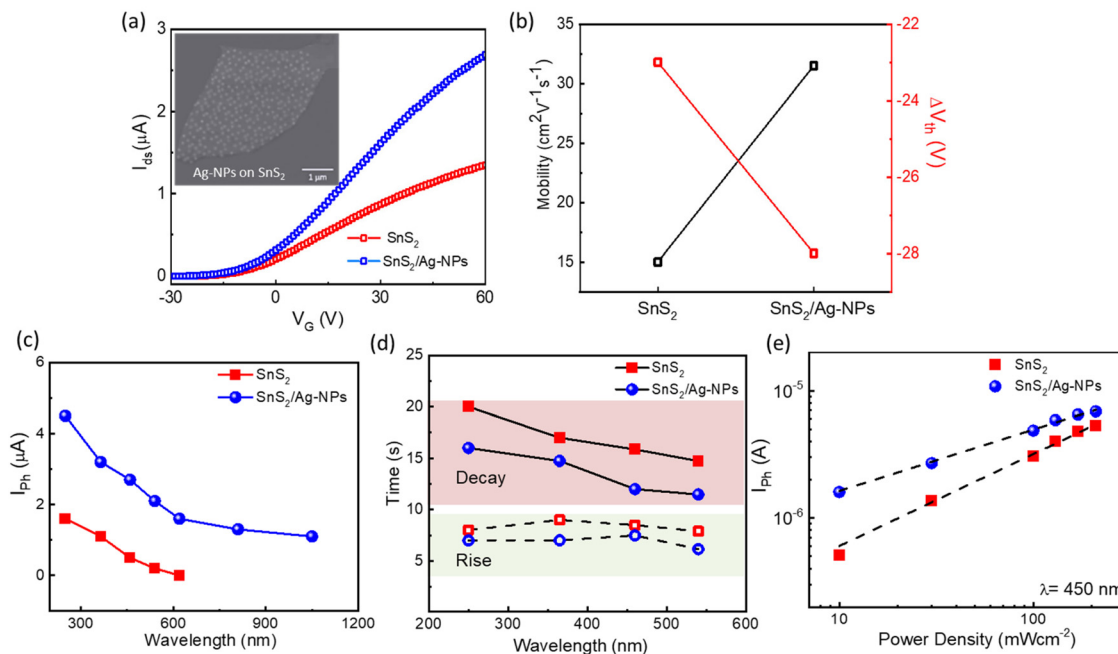 (a)
3
2
1
0
I_ds(μA)
Ag-NPs on SnS₂
1 μm
SnS₂
SnS₂/Ag-NPs
-30
0
30
60
V_G (V)
(b)
35
30
25
20
15
Mobility (cm²V⁻¹s⁻¹)
-22
-23
-24
-25
-26
-28
ΔV_th (V)
SnS₂
SnS₂/Ag-NPs
(c)
6
4
2
0
I_Ph (μA)
SnS₂
SnS₂/Ag-NPs
300
600
900
1200
Wavelength (nm)
(d)
25
20
15
10
5
Time (s)
SnS₂
SnS₂/Ag-NPs
Decay
Rise
200
300
400
500
600
Wavelength (nm)
(e)
SnS₂
SnS₂/Ag-NPs
10⁻⁵
10⁻⁶
I_Ph (A)
λ= 450 nm
10
100
Power Density (mWcm⁻²)